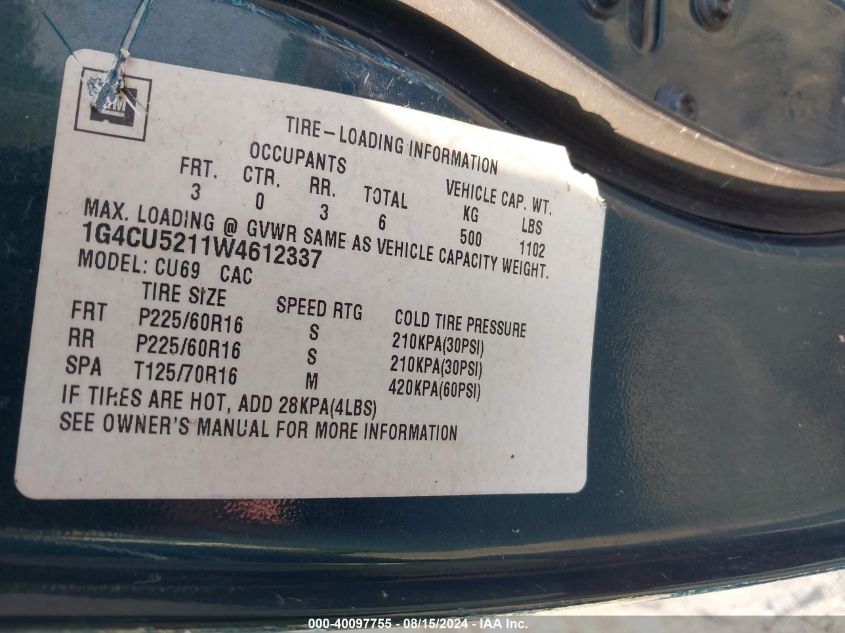 GM
TIRE-LOADING INFORMATION
OCCUPANTS VEHICLE CAP. WT.
FRT. CTR. RR. TOTAL KG LBS
3 0 3 6 500 1102
MAX. LOADING @ GVWR SAME AS VEHICLE CAPACITY WEIGHT.
1G4CU5211W4612337
MODEL: CU69 CAC
TIRE SIZE SPEED RTG COLD TIRE PRESSURE
FRT P225/60R16 S 210KPA(30PSI)
RR P225/60R16 S 210KPA(30PSI)
SPA T125/70R16 M 420KPA(60PSI)
IF TIRES ARE HOT, ADD 28KPA(4LBS)
SEE OWNER'S MANUAL FOR MORE INFORMATION
000-40097755 - 08/15/2024 - IAA Inc.